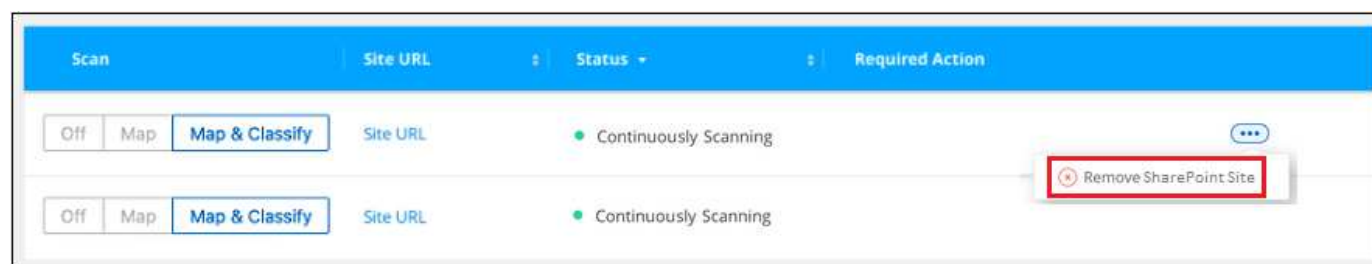 Scan Site URL Status Required Action
Off Map Map & Classify Site URL Continuously Scanning
Remove SharePoint Site
Off Map Map & Classify Site URL Continuously Scanning